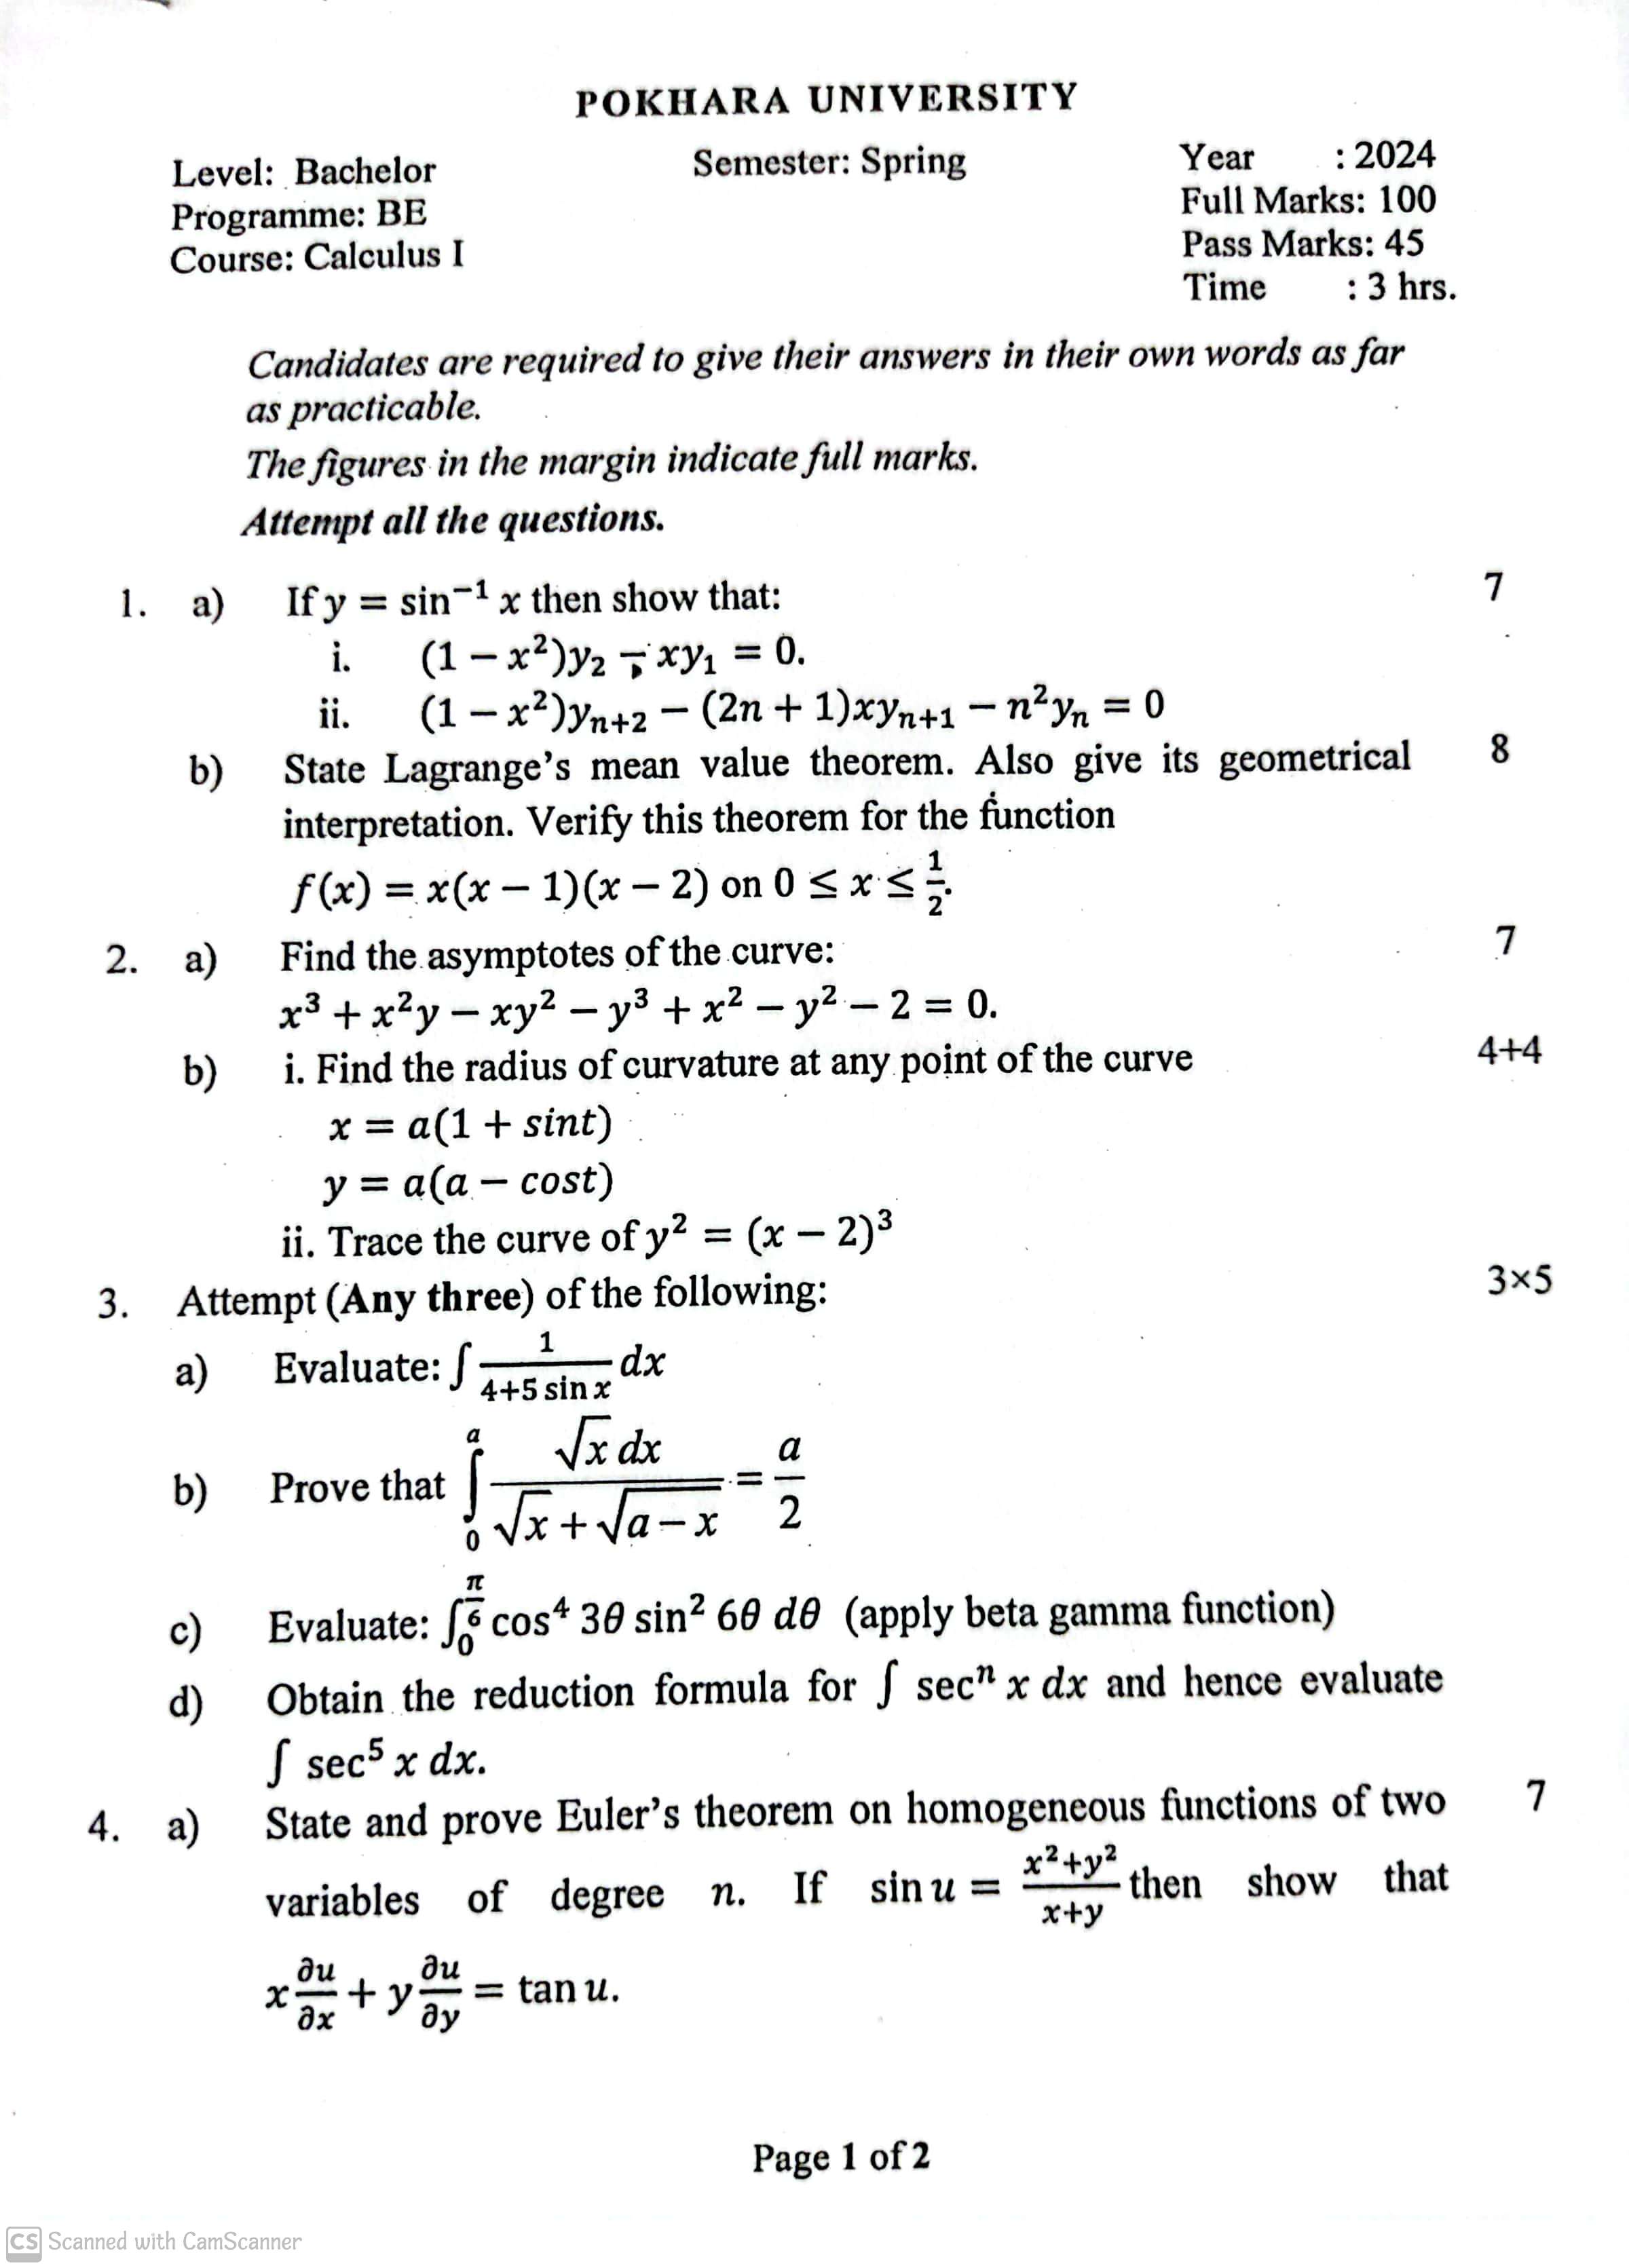 POKHARA UNIVERSITY
Level: Bachelor Semester: Spring Year : 2024
Programme: BE Full Marks: 100
Course: Calculus I Pass Marks: 45
Time : 3 hrs.
Candidates are required to give their answers in their own words as far
as practicable.
The figures in the margin indicate full marks.
Attempt all the questions.
1. a) If y = sin⁻¹ x then show that: 7
i. (1 − x²)y₂ − xy₁ = 0.
ii. (1 − x²)yₙ₊₂ − (2n + 1)xyₙ₊₁ − n²yₙ = 0
b) State Lagrange's mean value theorem. Also give its geometrical 8
interpretation. Verify this theorem for the function
f(x) = x(x − 1)(x − 2) on 0 ≤ x ≤ 1/2.
2. a) Find the asymptotes of the curve: 7
x³ + x²y − xy² − y³ + x² − y² − 2 = 0.
b) i. Find the radius of curvature at any point of the curve 4+4
x = a(1 + sint)
y = a(a − cost)
ii. Trace the curve of y² = (x − 2)³
3. Attempt (Any three) of the following: 3×5
a) Evaluate: ∫ 1/(4+5 sin x) dx
b) Prove that ∫₀ᵃ √x dx/(√x + √(a − x)) = a/2
c) Evaluate: ∫₀^(π/6) cos⁴ 3θ sin² 6θ dθ (apply beta gamma function)
d) Obtain the reduction formula for ∫ secⁿ x dx and hence evaluate
∫ sec⁵ x dx.
4. a) State and prove Euler's theorem on homogeneous functions of two 7
variables of degree n. If sin u = (x²+y²)/(x+y) then show that
x ∂u/∂x + y ∂u/∂y = tan u.
Page 1 of 2
CS Scanned with CamScanner